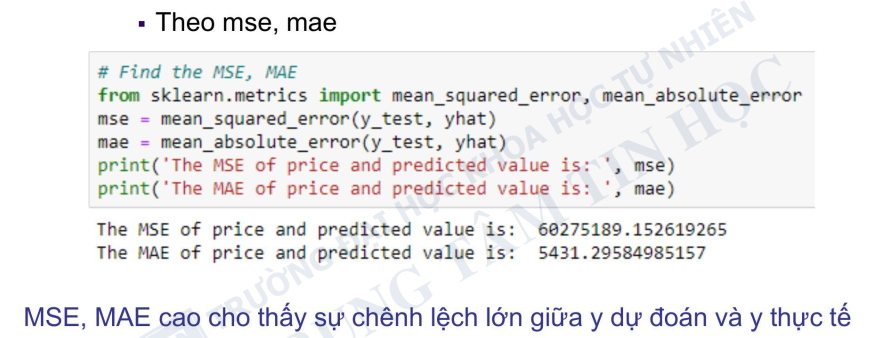 ▪ Theo mse, mae
# Find the MSE, MAE
from sklearn.metrics import mean_squared_error, mean_absolute_error
mse = mean_squared_error(y_test, yhat)
mae = mean_absolute_error(y_test, yhat)
print('The MSE of price and predicted value is: ', mse)
print('The MAE of price and predicted value is: ', mae)
The MSE of price and predicted value is:  60275189.152619265
The MAE of price and predicted value is:  5431.29584985157
MSE, MAE cao cho thấy sự chênh lệch lớn giữa y dự đoán và y thực tế
TRƯỜNG ĐẠI HỌC KHOA HỌC TỰ NHIÊN
TRUNG TÂM TIN HỌC